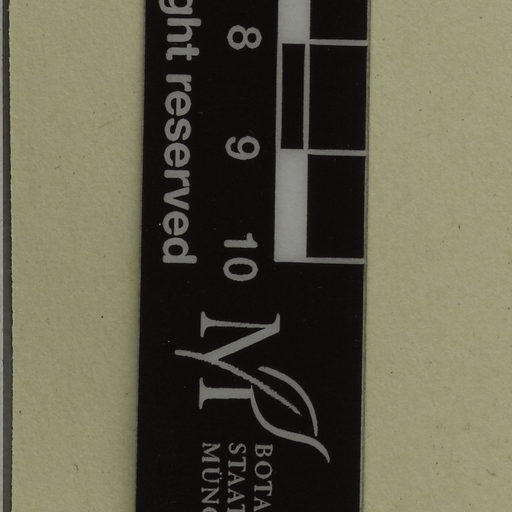 8 9 10
ght reserved
M
BOTA
STAAT
MÜNC